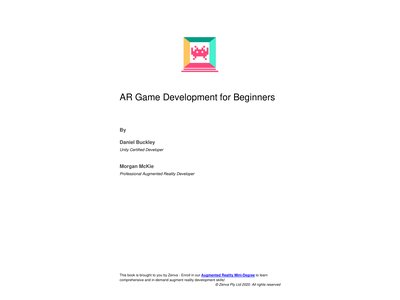 AR Game Development for Beginners
By
Daniel Buckley
Unity Certified Developer
Morgan McKie
Professional Augmented Reality Developer
This book is brought to you by Zenva - Enroll in our Augmented Reality Mini-Degree to learn
comprehensive and in-demand augment reality development skills!
© Zenva Pty Ltd 2020. All rights reserved